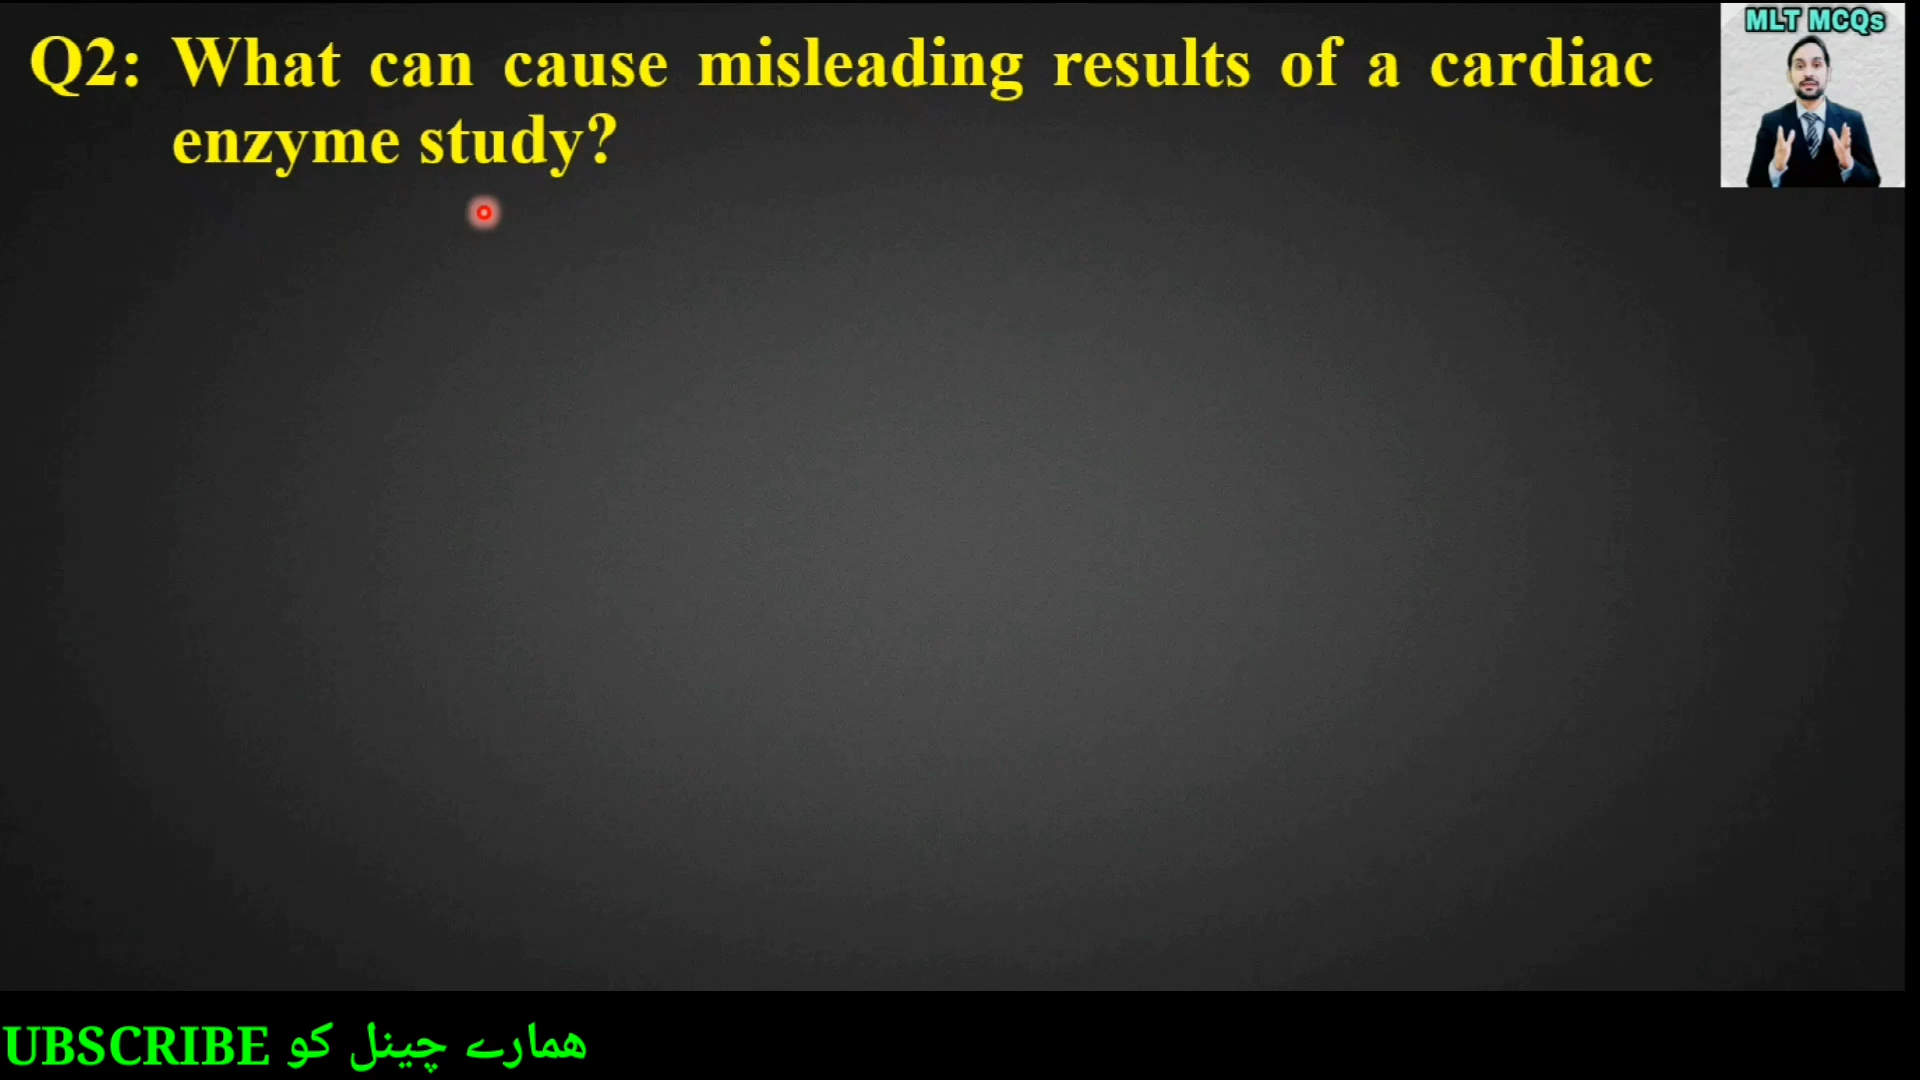 MLT MCQs
Q2: What can cause misleading results of a cardiac
enzyme study?
UBSCRIBE ہمارے چینل کو